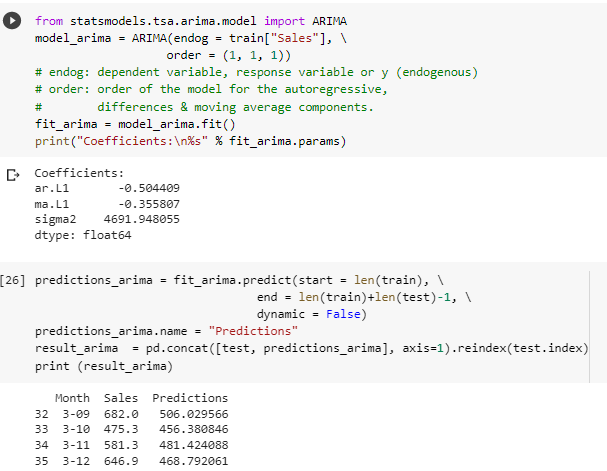 from statsmodels.tsa.arima.model import ARIMA
model_arima = ARIMA(endog = train["Sales"], \
order = (1, 1, 1))
# endog: dependent variable, response variable or y (endogenous)
# order: order of the model for the autoregressive,
# differences & moving average components.
fit_arima = model_arima.fit()
print("Coefficients:\n%s" % fit_arima.params)
Coefficients:
ar.L1 -0.504409
ma.L1 -0.355807
sigma2 4691.948055
dtype: float64
[26] predictions_arima = fit_arima.predict(start = len(train), \
end = len(train)+len(test)-1, \
dynamic = False)
predictions_arima.name = "Predictions"
result_arima = pd.concat([test, predictions_arima], axis=1).reindex(test.index)
print (result_arima)
Month Sales Predictions
32 3-09 682.0 506.029566
33 3-10 475.3 456.380846
34 3-11 581.3 481.424088
35 3-12 646.9 468.792061